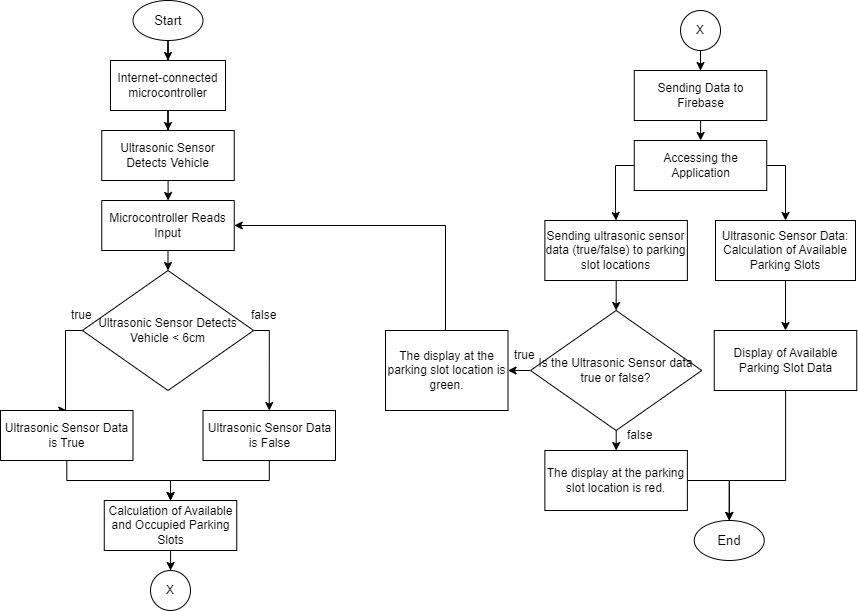 Start
Internet-connected
microcontroller
Ultrasonic Sensor
Detects Vehicle
Microcontroller Reads
Input
true
false
Ultrasonic Sensor Detects
Vehicle < 6cm
Ultrasonic Sensor Data
is True
Ultrasonic Sensor Data
is False
Calculation of Available
and Occupied Parking
Slots
X
X
Sending Data to
Firebase
Accessing the
Application
Sending ultrasonic sensor
data (true/false) to parking
slot locations
Ultrasonic Sensor Data:
Calculation of Available
Parking Slots
The display at the
parking slot location is
green.
true
Is the Ultrasonic Sensor data
true or false?
Display of Available
Parking Slot Data
false
The display at the parking
slot location is red.
End